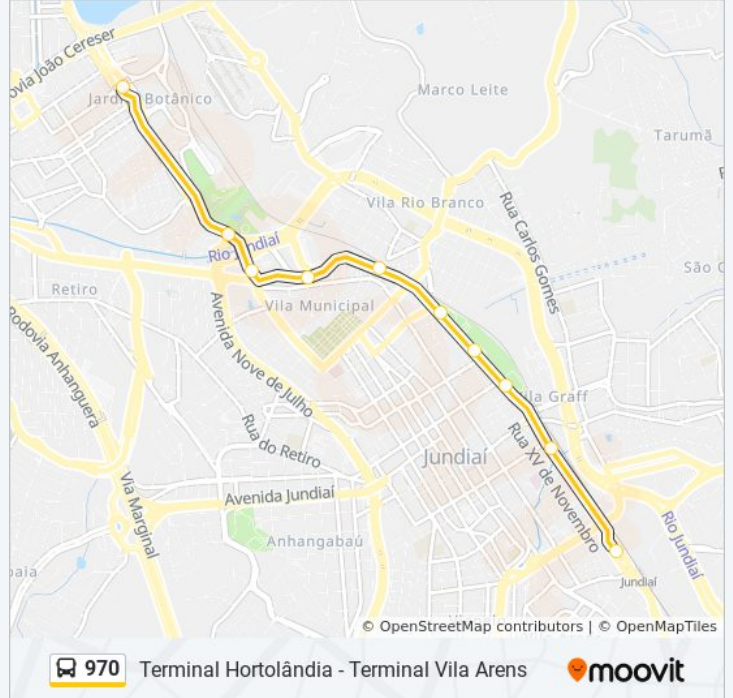 ovia João Cereser
Jardim Botânico
Marco Leite
Tarumã
Vila Rio Branco
Rua Carlos Gomes
Rio Jundiaí
São C
Retiro
Vila Municipal
Rodovia Anhanguera
Avenida Nove de Julho
Vila Graff
Rua do Retiro
Jundiaí
Rua XV de Novembro
Via Marginal
Avenida Jundiaí
Anhangabaú
Rio Jundiaí
aia
Jundiaí
© OpenStreetMap contributors | © OpenMapTiles
970 Terminal Hortolândia - Terminal Vila Arens moovit